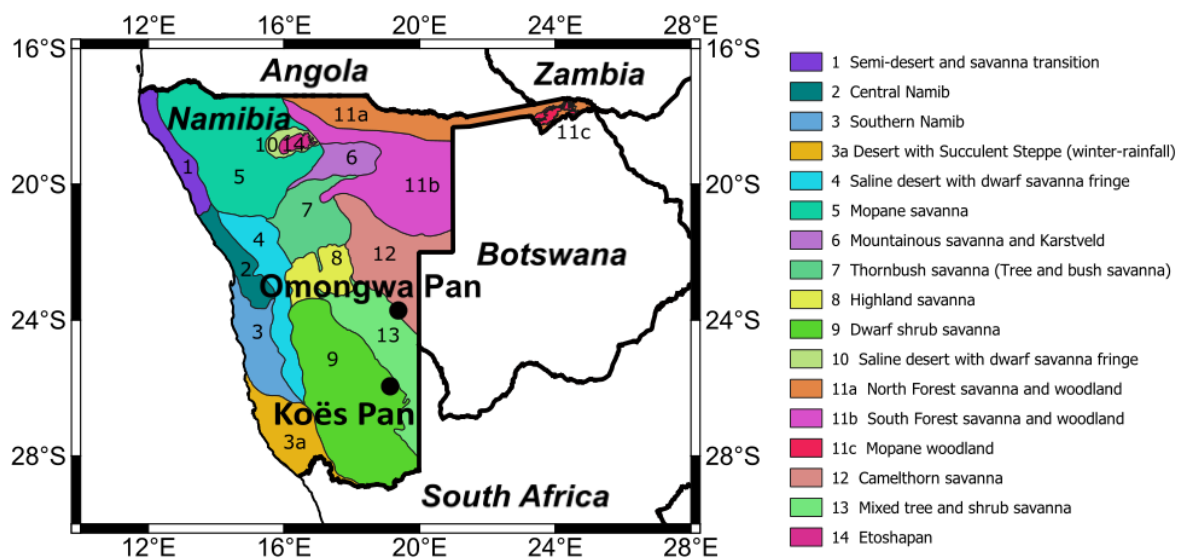 12°E 16°E 20°E 24°E 28°E
16°S 16°S
Angola
Zambia
Namibia
11a
11c
10 14
6
1
5
11b
20°S 20°S
7
4
12
Botswana
8
2
Omongwa Pan
24°S 24°S
3
13
9
Koës Pan
3a
28°S 28°S
South Africa
12°E 16°E 20°E 24°E 28°E
1 Semi-desert and savanna transition
2 Central Namib
3 Southern Namib
3a Desert with Succulent Steppe (winter-rainfall)
4 Saline desert with dwarf savanna fringe
5 Mopane savanna
6 Mountainous savanna and Karstveld
7 Thornbush savanna (Tree and bush savanna)
8 Highland savanna
9 Dwarf shrub savanna
10 Saline desert with dwarf savanna fringe
11a North Forest savanna and woodland
11b South Forest savanna and woodland
11c Mopane woodland
12 Camelthorn savanna
13 Mixed tree and shrub savanna
14 Etoshapan